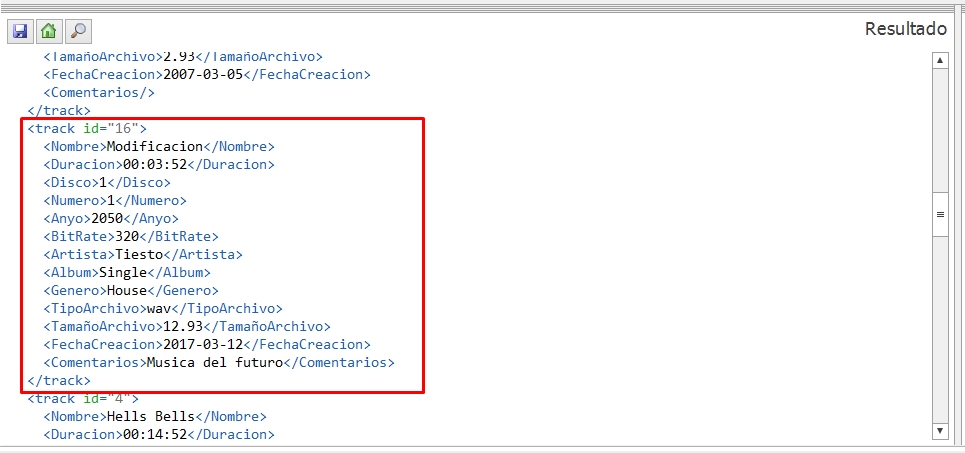 Resultado
<TamañoArchivo>2.93</TamañoArchivo>
<FechaCreacion>2007-03-05</FechaCreacion>
<Comentarios/>
</track>
<track id="16">
<Nombre>Modificacion</Nombre>
<Duracion>00:03:52</Duracion>
<Disco>1</Disco>
<Numero>1</Numero>
<Anyo>2050</Anyo>
<BitRate>320</BitRate>
<Artista>Tiesto</Artista>
<Album>Single</Album>
<Genero>House</Genero>
<TipoArchivo>wav</TipoArchivo>
<TamañoArchivo>12.93</TamañoArchivo>
<FechaCreacion>2017-03-12</FechaCreacion>
<Comentarios>Musica del futuro</Comentarios>
</track>
<track id="4">
<Nombre>Hells Bells</Nombre>
<Duracion>00:14:52</Duracion>